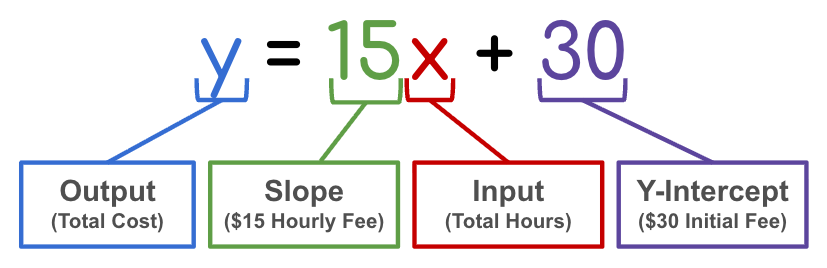 y = 15x + 30
Output
(Total Cost)
Slope
($15 Hourly Fee)
Input
(Total Hours)
Y-Intercept
($30 Initial Fee)